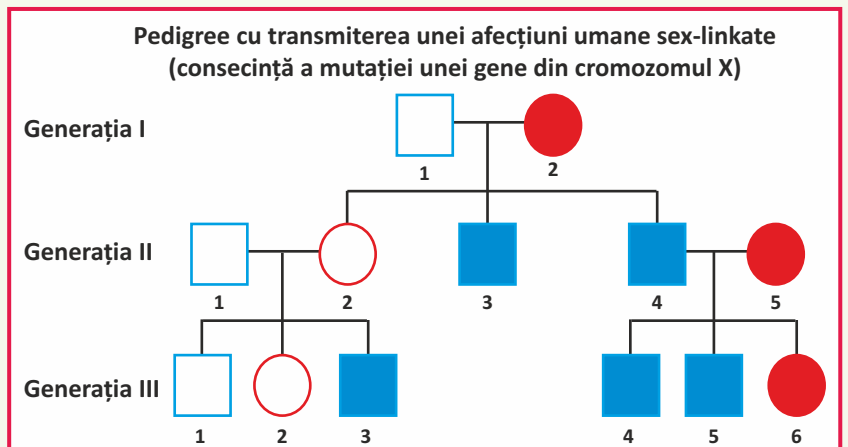 Pedigree cu transmiterea unei afecțiuni umane sex-linkate
(consecință a mutației unei gene din cromozomul X)
Generația I
1 2
Generația II
1 2 3 4 5
Generația III
1 2 3 4 5 6